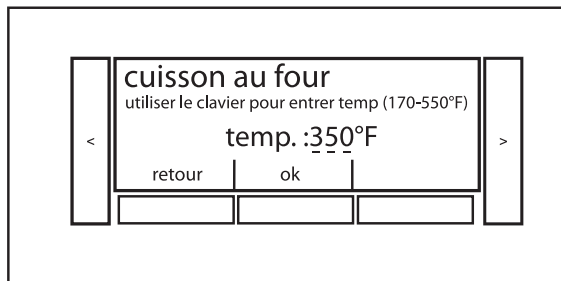 cuisson au four
utiliser le clavier pour entrer temp (170-550°F)
< temp. :350°F >
retour ok